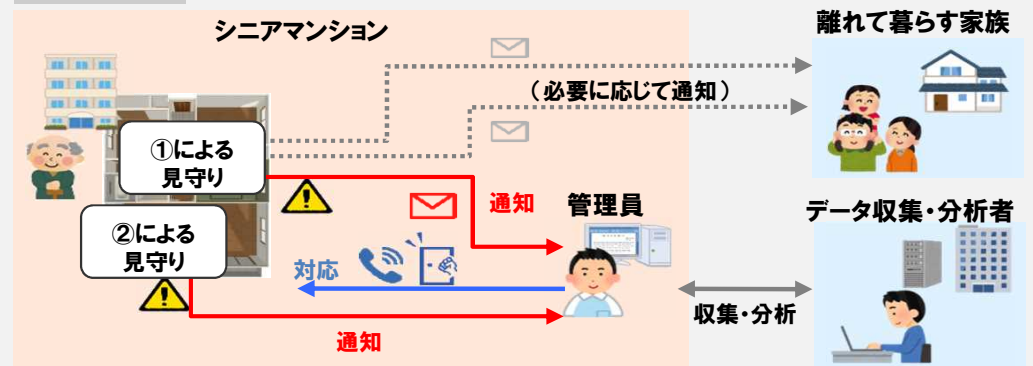 シニアマンション
離れて暮らす家族
（必要に応じて通知）
①による
見守り
通知
管理員
データ収集・分析者
②による
見守り
対応
収集・分析
通知